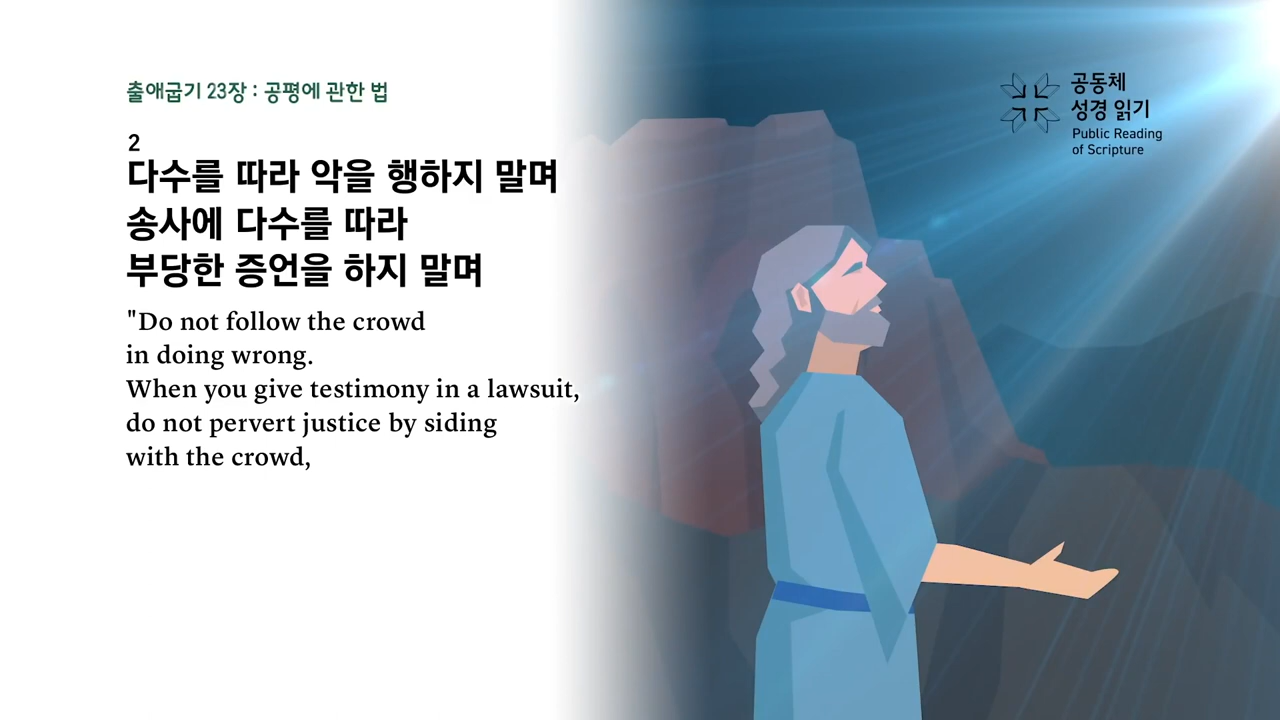 출애굽기 23장 : 공평에 관한 법
2
다수를 따라 악을 행하지 말며
송사에 다수를 따라
부당한 증언을 하지 말며
"Do not follow the crowd
in doing wrong.
When you give testimony in a lawsuit,
do not pervert justice by siding
with the crowd,
공동체
성경 읽기
Public Reading
of Scripture